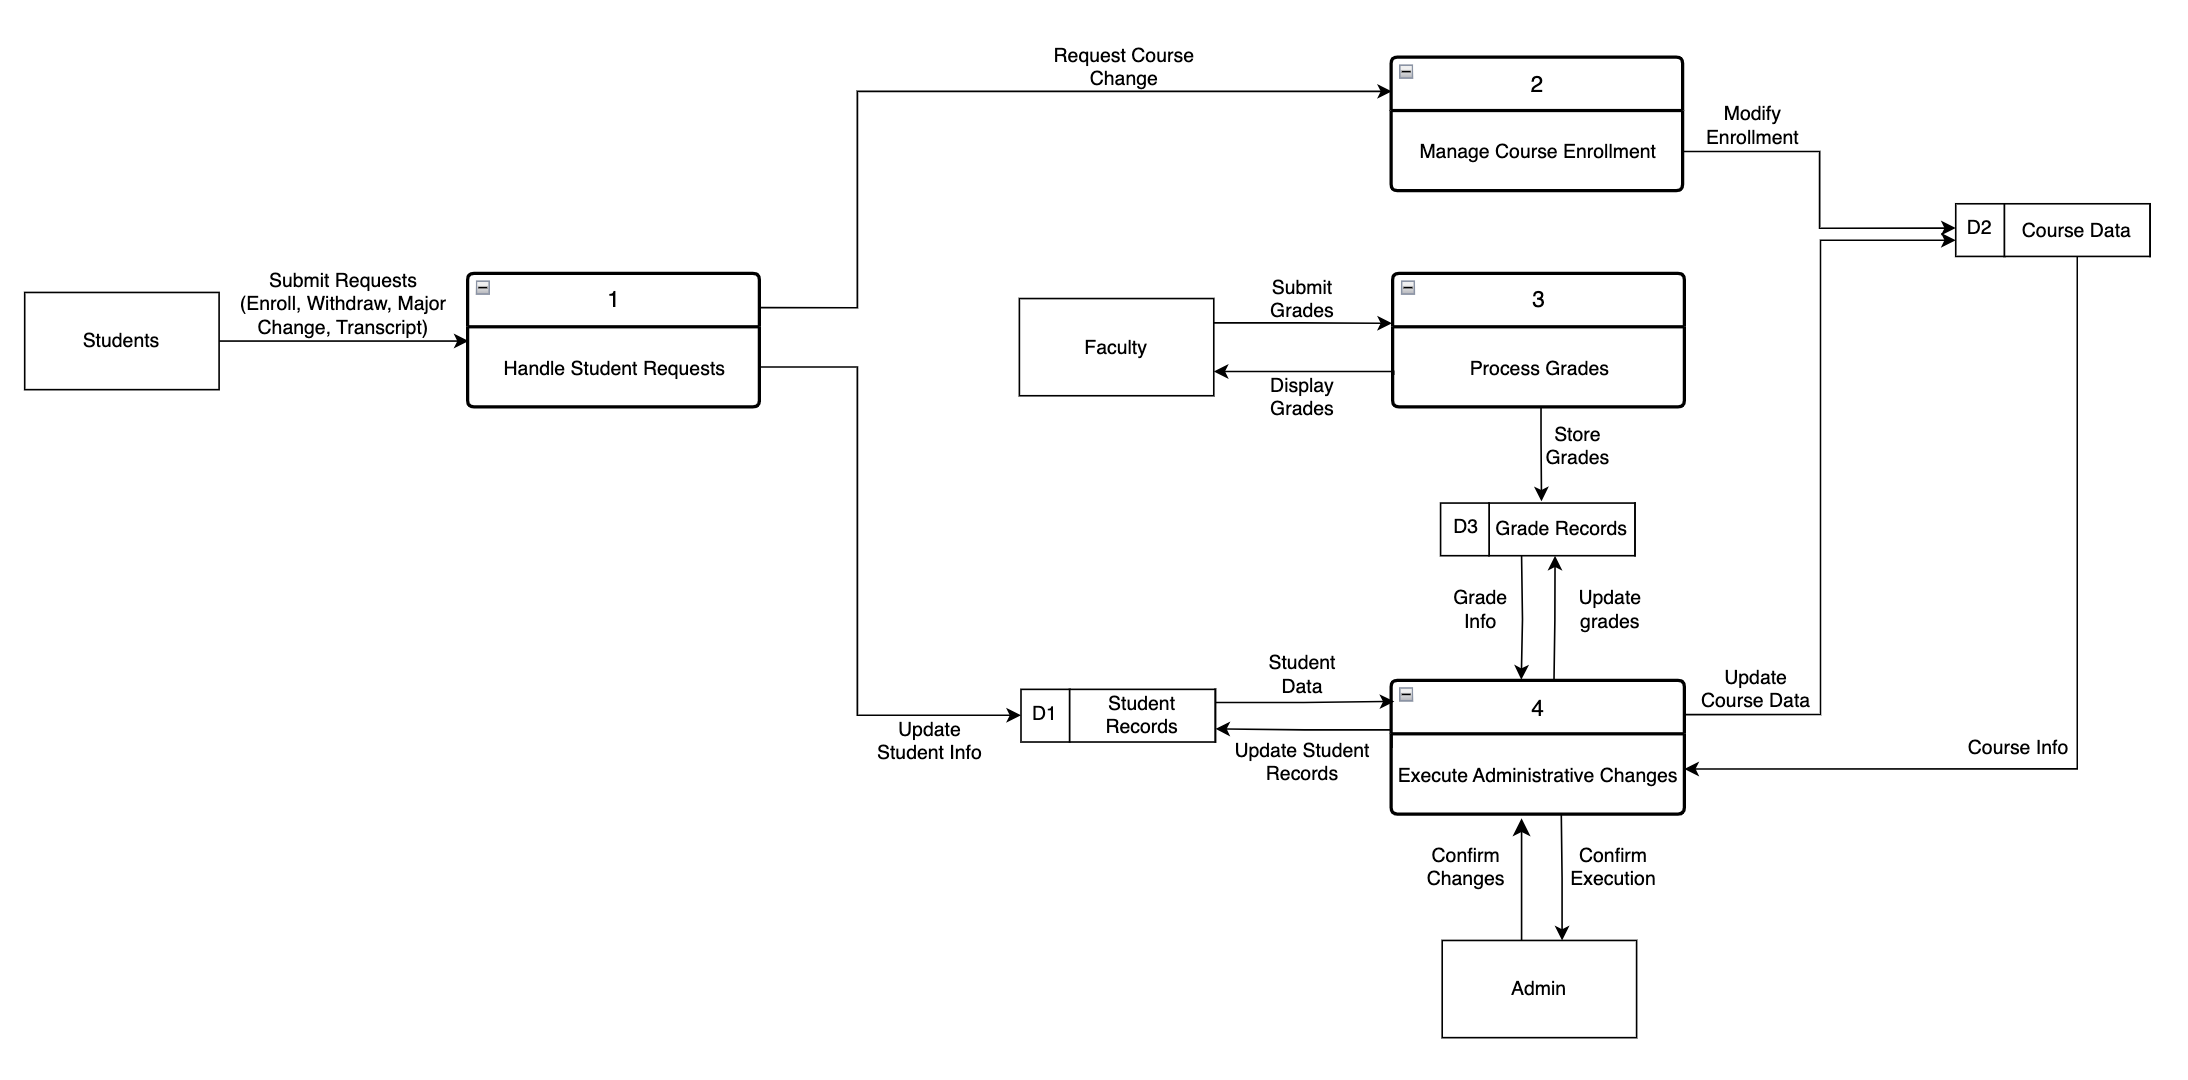 Request Course
Change
2
Manage Course Enrollment
Modify
Enrollment
D2
Course Data
Students
Submit Requests
(Enroll, Withdraw, Major
Change, Transcript)
1
Handle Student Requests
Faculty
Submit
Grades
Display
Grades
3
Process Grades
Store
Grades
D3
Grade Records
Grade
Info
Update
grades
Update
Student Info
D1
Student
Records
Student
Data
Update Student
Records
4
Execute Administrative Changes
Update
Course Data
Course Info
Confirm
Changes
Confirm
Execution
Admin